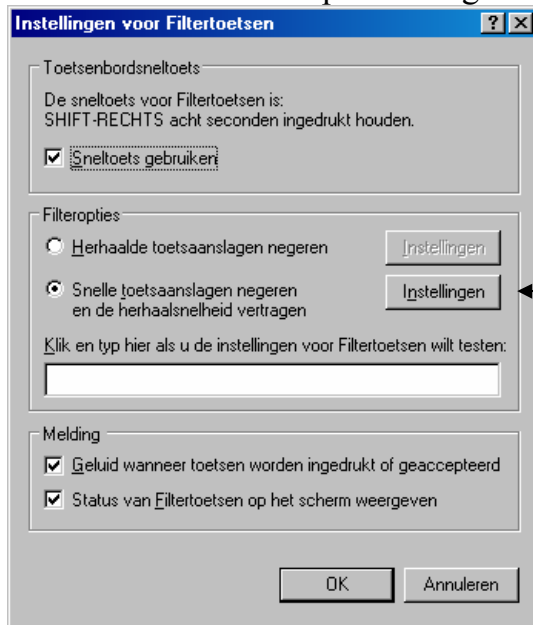 Instellingen voor Filtertoetsen
Toetsenbordsneltoets
De sneltoets voor Filtertoetsen is:
SHIFT-RECHTS acht seconden ingedrukt houden.
Sneltoets gebruiken
Filteropties
Herhaalde toetsaanslagen negeren
Instellingen
Snelle toetsaanslagen negeren
en de herhaalsnelheid vertragen
Instellingen
Klik en typ hier als u de instellingen voor Filtertoetsen wilt testen:
Melding
Geluid wanneer toetsen worden ingedrukt of geaccepteerd
Status van Filtertoetsen op het scherm weergeven
OK
Annuleren